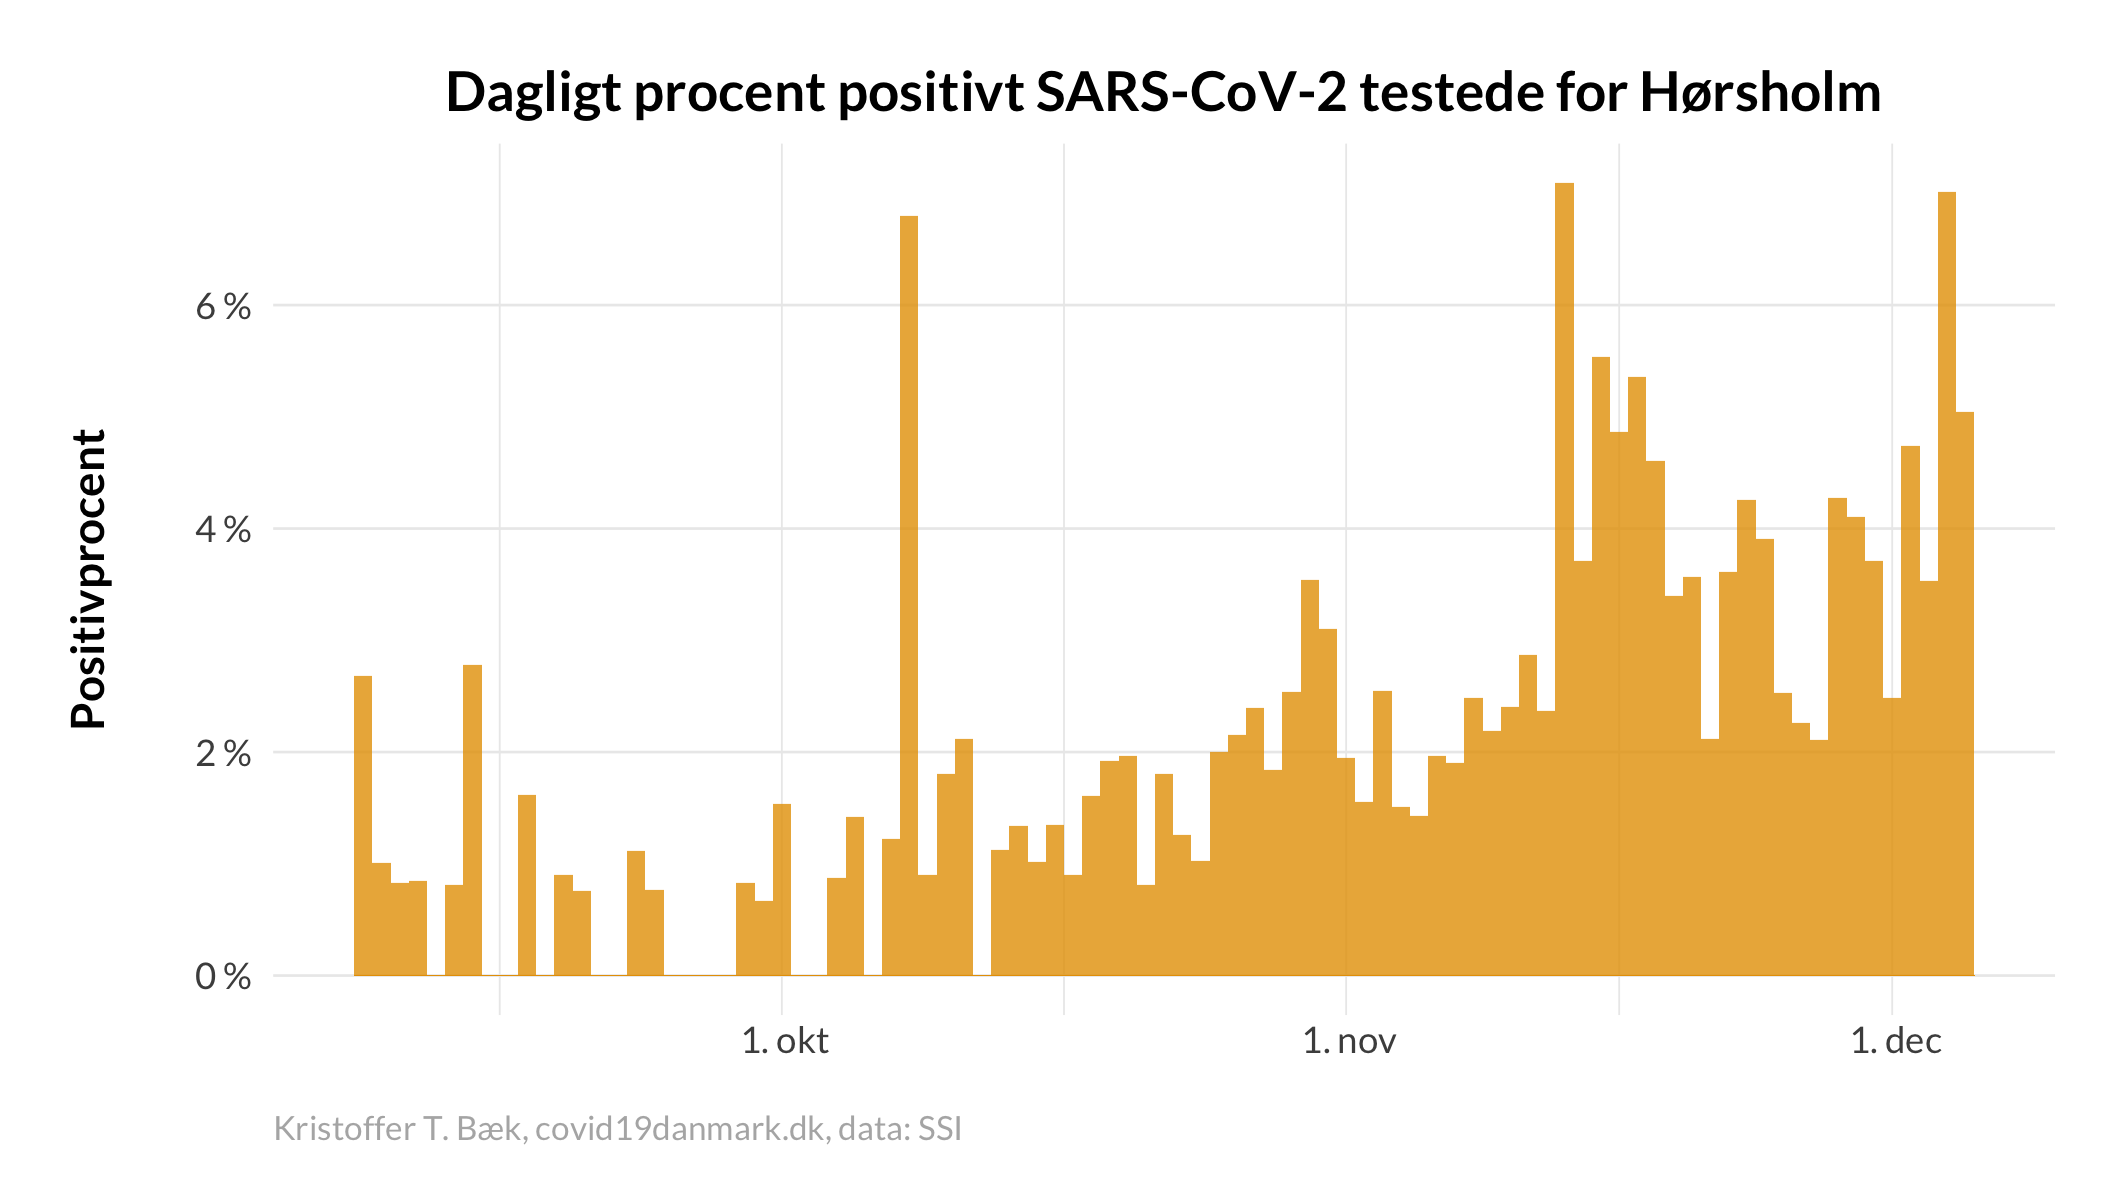 Dagligt procent positivt SARS-CoV-2 testede for Hørsholm
Positivprocent
6 %
4 %
2 %
0 %
1. okt
1. nov
1. dec
Kristoffer T. Bæk, covid19danmark.dk, data: SSI